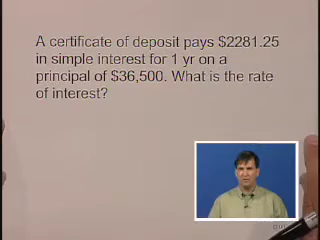 A certificate of deposit pays $2281.25
in simple interest for 1 yr on a
principal of $36,500. What is the rate
of interest?